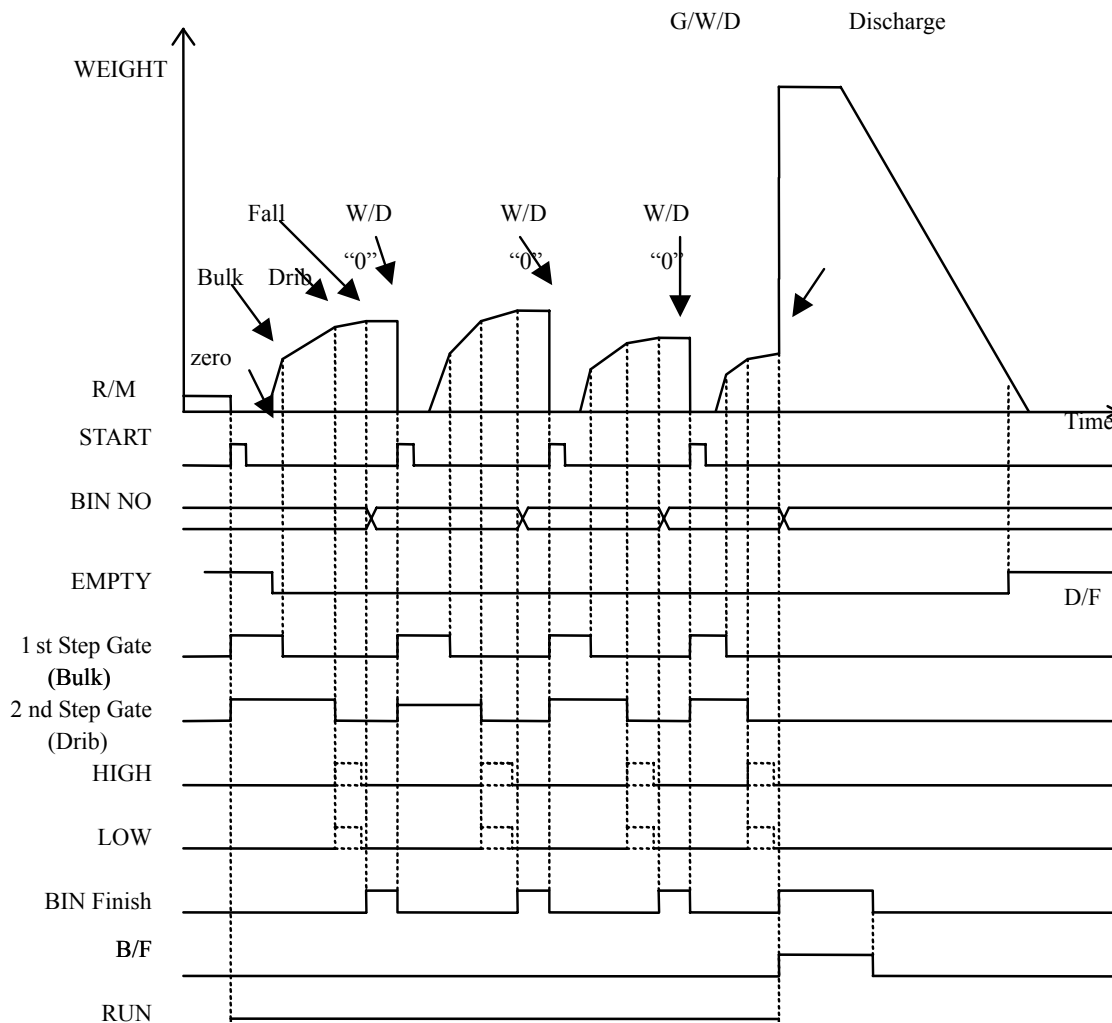 G/W/D Discharge
WEIGHT
Fall W/D W/D W/D
“0” “0” “0”
Bulk Drib
zero
R/M
Time
START
BIN NO
EMPTY
D/F
1 st Step Gate
(Bulk)
2 nd Step Gate
(Drib)
HIGH
LOW
BIN Finish
B/F
RUN